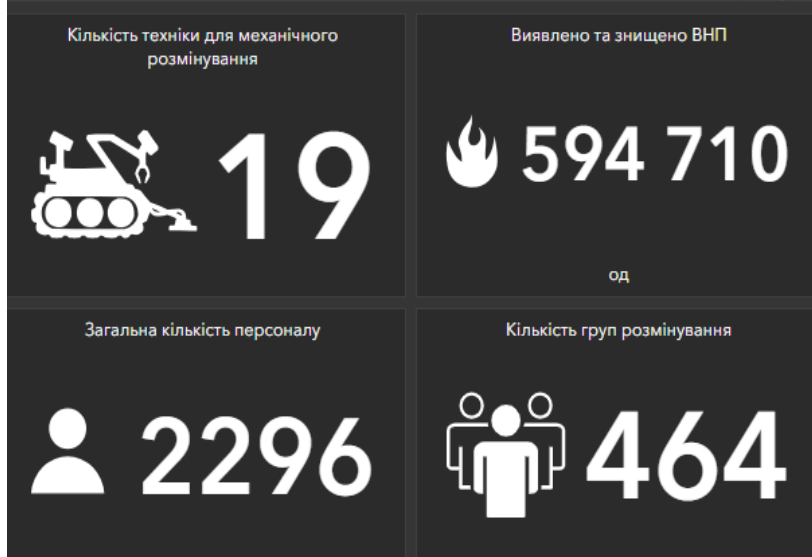 Кількість техніки для механічного
розмінування
19
Виявлено та знищено ВНП
594 710
од
Загальна кількість персоналу
2296
Кількість груп розмінування
464